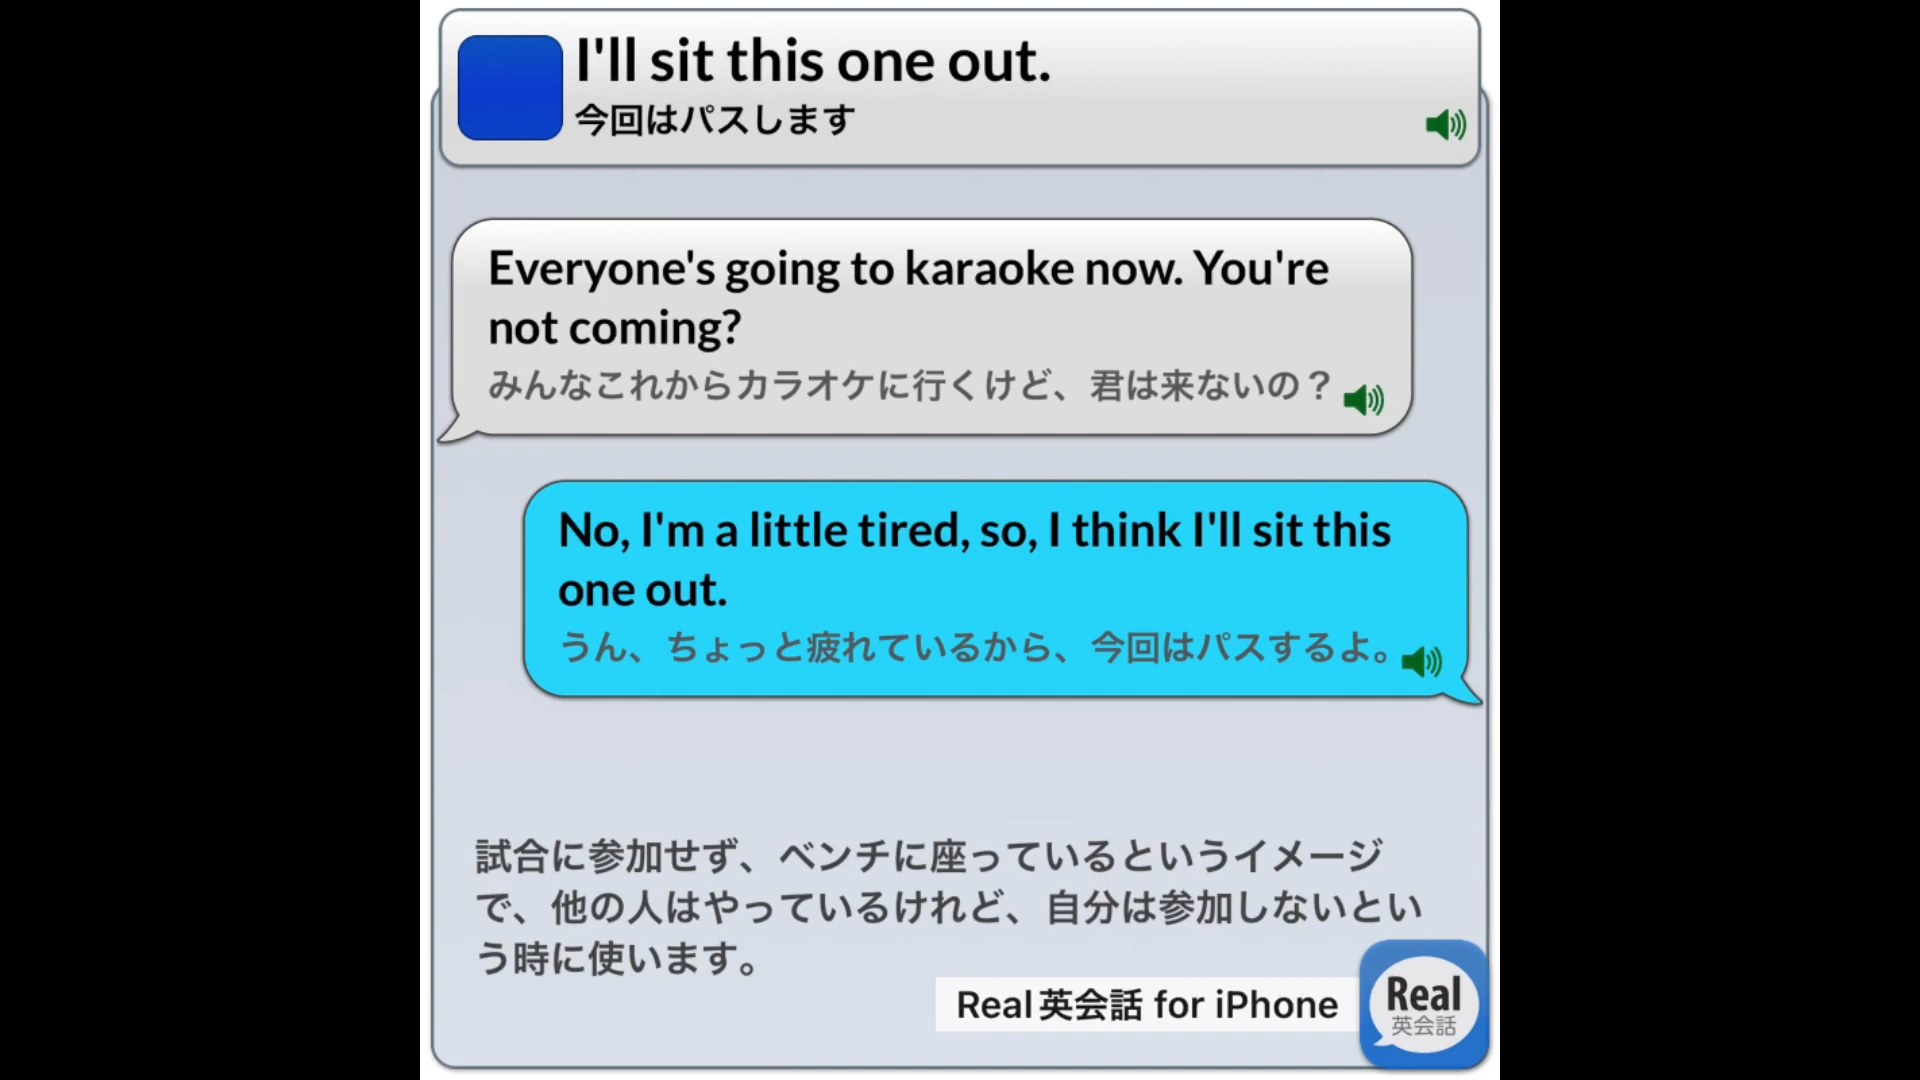 I'll sit this one out.
今回はパスします
Everyone's going to karaoke now. You're
not coming?
みんなこれからカラオケに行くけど、君は来ないの？
No, I'm a little tired, so, I think I'll sit this
one out.
うん、ちょっと疲れているから、今回はパスするよ。
試合に参加せず、ベンチに座っているというイメージ
で、他の人はやっているけれど、自分は参加しないとい
う時に使います。
Real英会話 for iPhone
Real
英会話